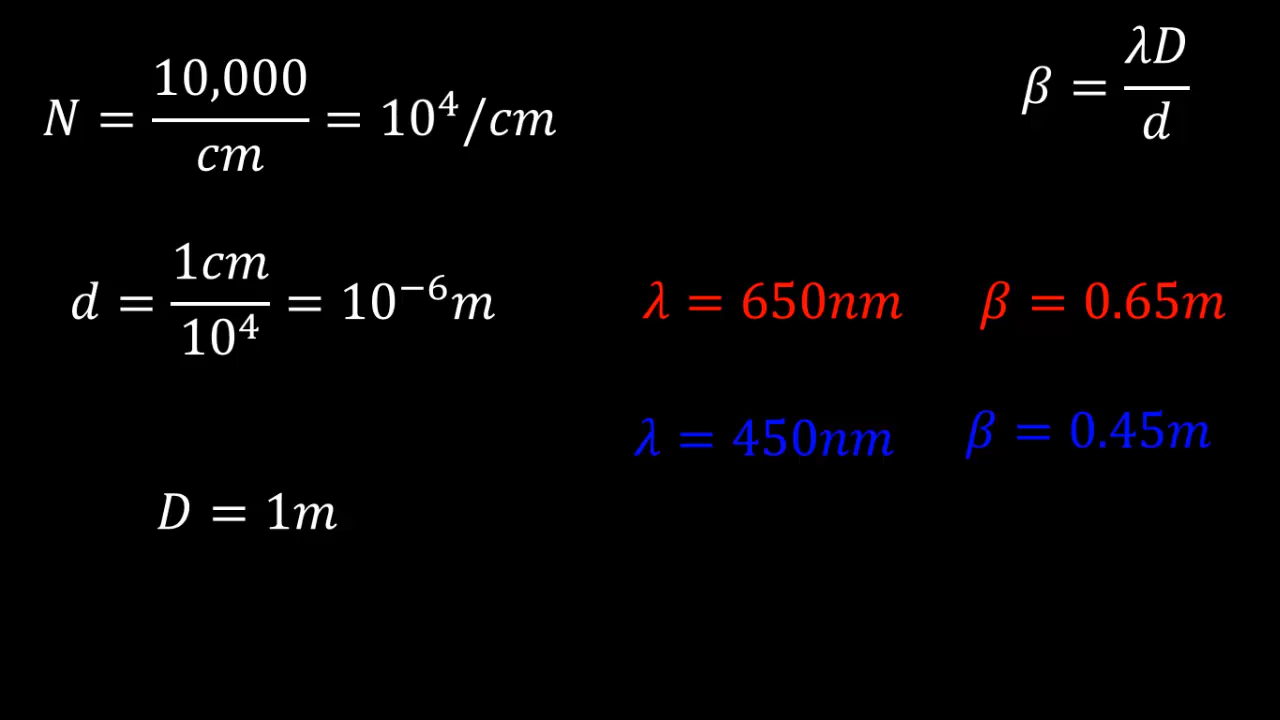 N = 10,000/cm = 10⁴/cm
β = λD/d
d = 1cm/10⁴ = 10⁻⁶m
λ = 650nm β = 0.65m
λ = 450nm β = 0.45m
D = 1m